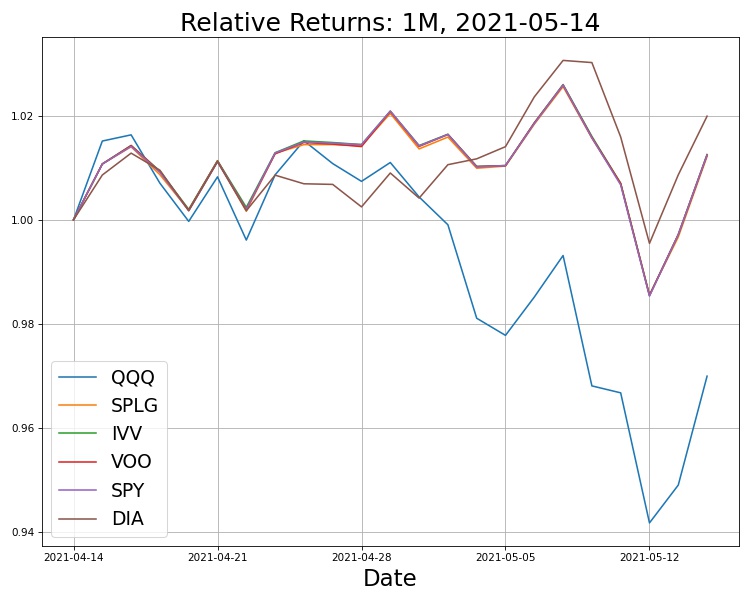 Relative Returns: 1M, 2021-05-14
1.02
1.00
0.98
0.96
0.94
QQQ
SPLG
IVV
VOO
SPY
DIA
2021-04-14 2021-04-21 2021-04-28 2021-05-05 2021-05-12
Date